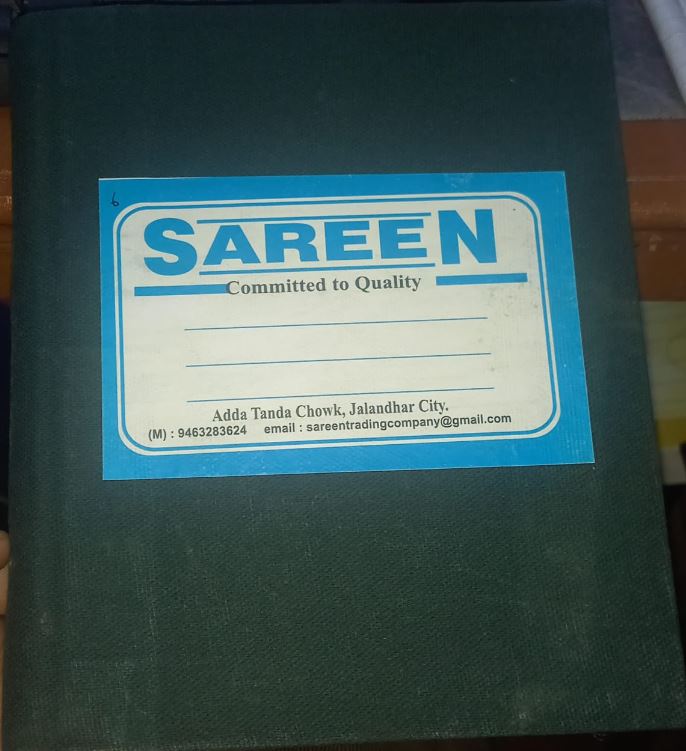 6
SAREEN
Committed to Quality
Adda Tanda Chowk, Jalandhar City.
(M) : 9463283624 email : sareentradingcompany@gmail.com